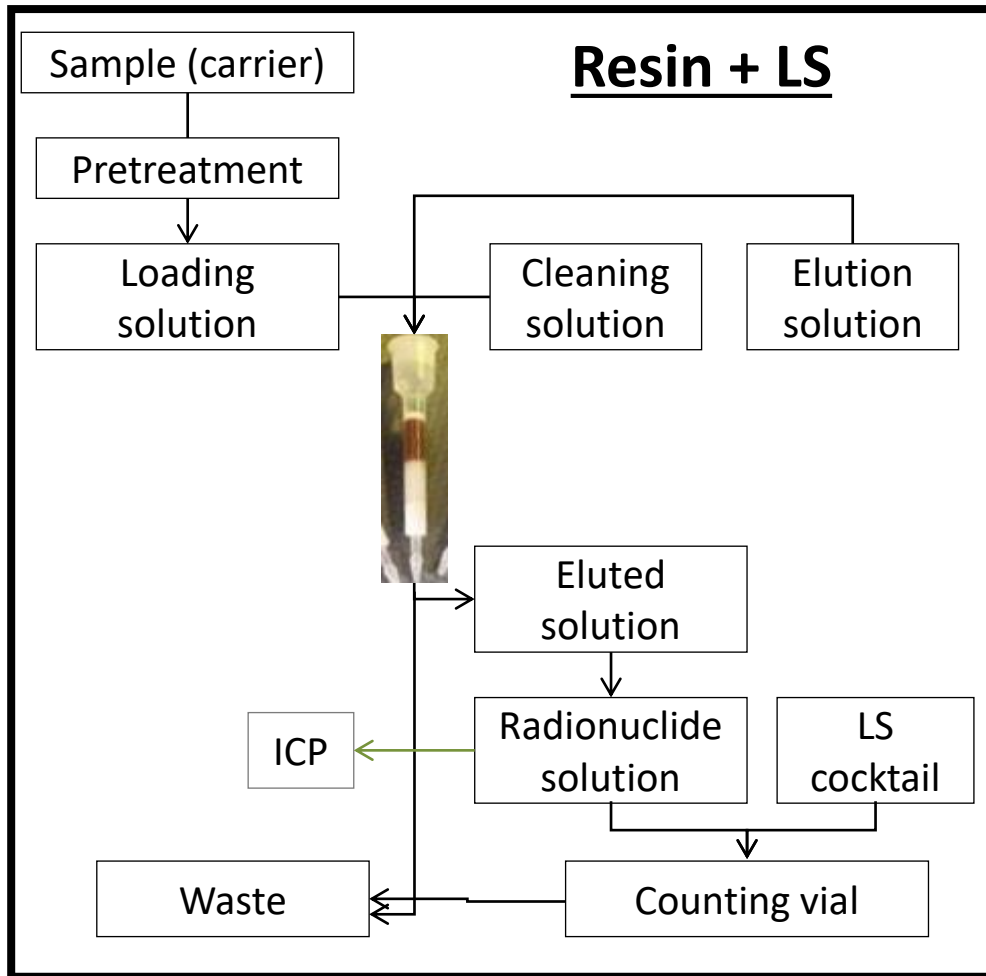 Resin + LS
Sample (carrier)
Pretreatment
Loading
solution
Cleaning
solution
Elution
solution
Eluted
solution
Radionuclide
solution
LS
cocktail
ICP
Waste
Counting vial